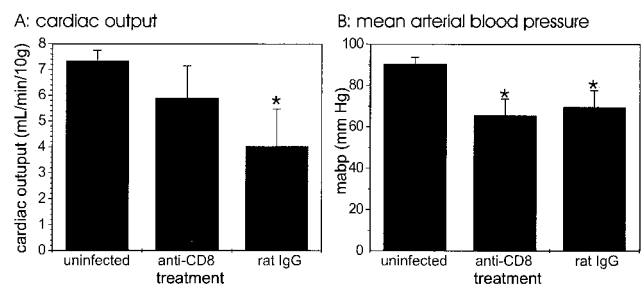 A: cardiac output
cardiac outuput (mL/min/10g)
8
7
6
5
4
3
2
1
0
*
uninfected anti-CD8 rat IgG
treatment
B: mean arterial blood pressure
mabp (mm Hg)
100
80
60
40
20
0
* *
uninfected anti-CD8 rat IgG
treatment